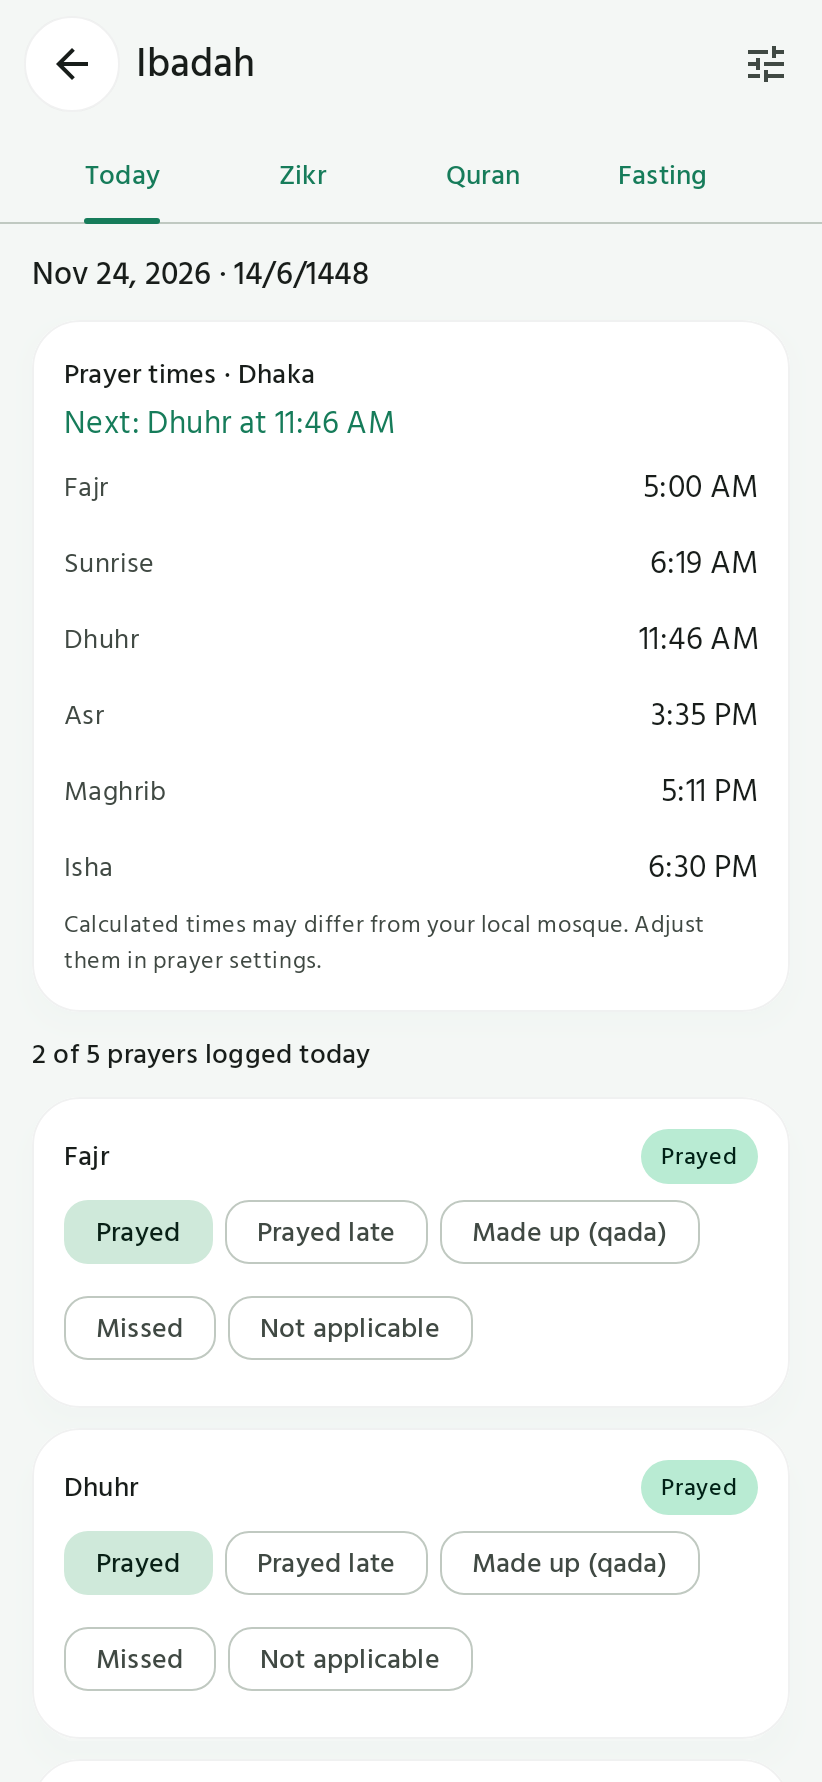 Ibadah
Today Zikr Quran Fasting
Nov 24, 2026 · 14/6/1448
Prayer times · Dhaka
Next: Dhuhr at 11:46 AM
Fajr 5:00 AM
Sunrise 6:19 AM
Dhuhr 11:46 AM
Asr 3:35 PM
Maghrib 5:11 PM
Isha 6:30 PM
Calculated times may differ from your local mosque. Adjust
them in prayer settings.
2 of 5 prayers logged today
Fajr Prayed
Prayed Prayed late Made up (qada)
Missed Not applicable
Dhuhr Prayed
Prayed Prayed late Made up (qada)
Missed Not applicable